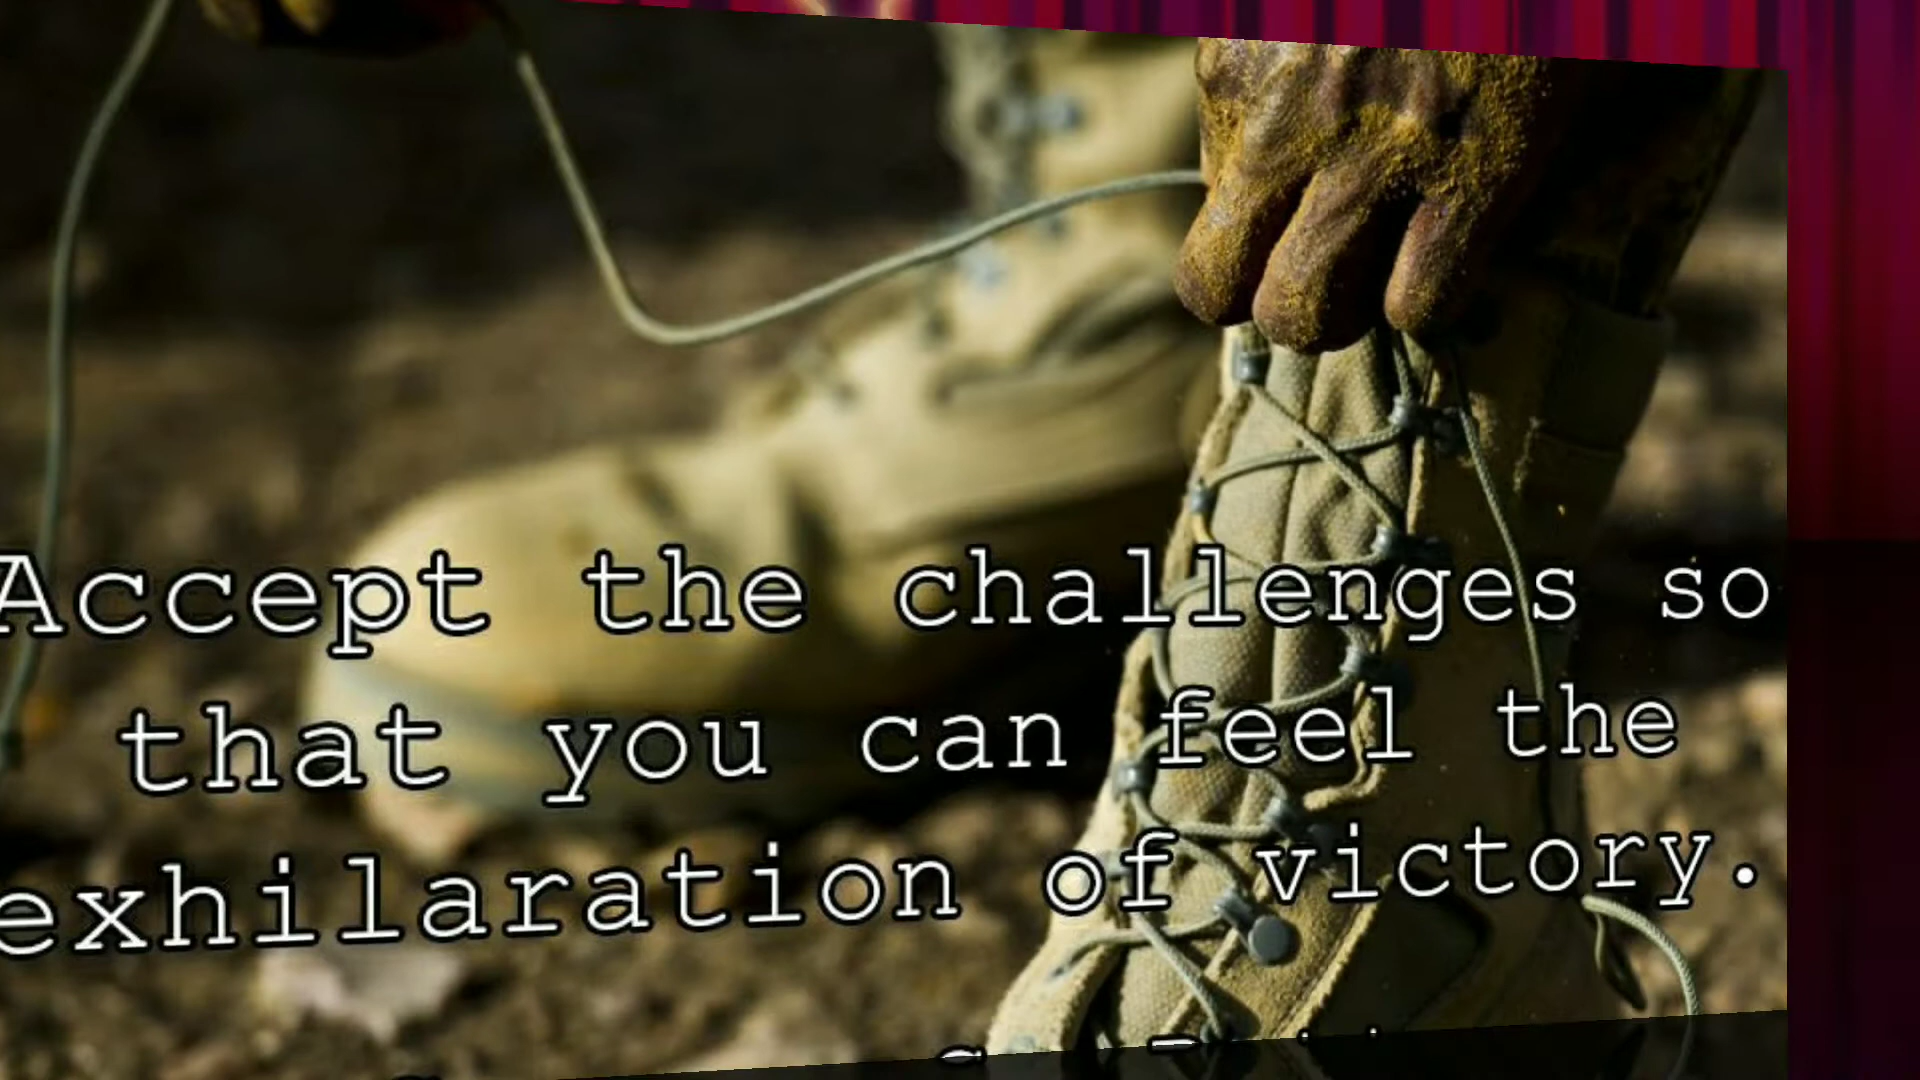 Accept the challenges so
that you can feel the
exhilaration of victory.